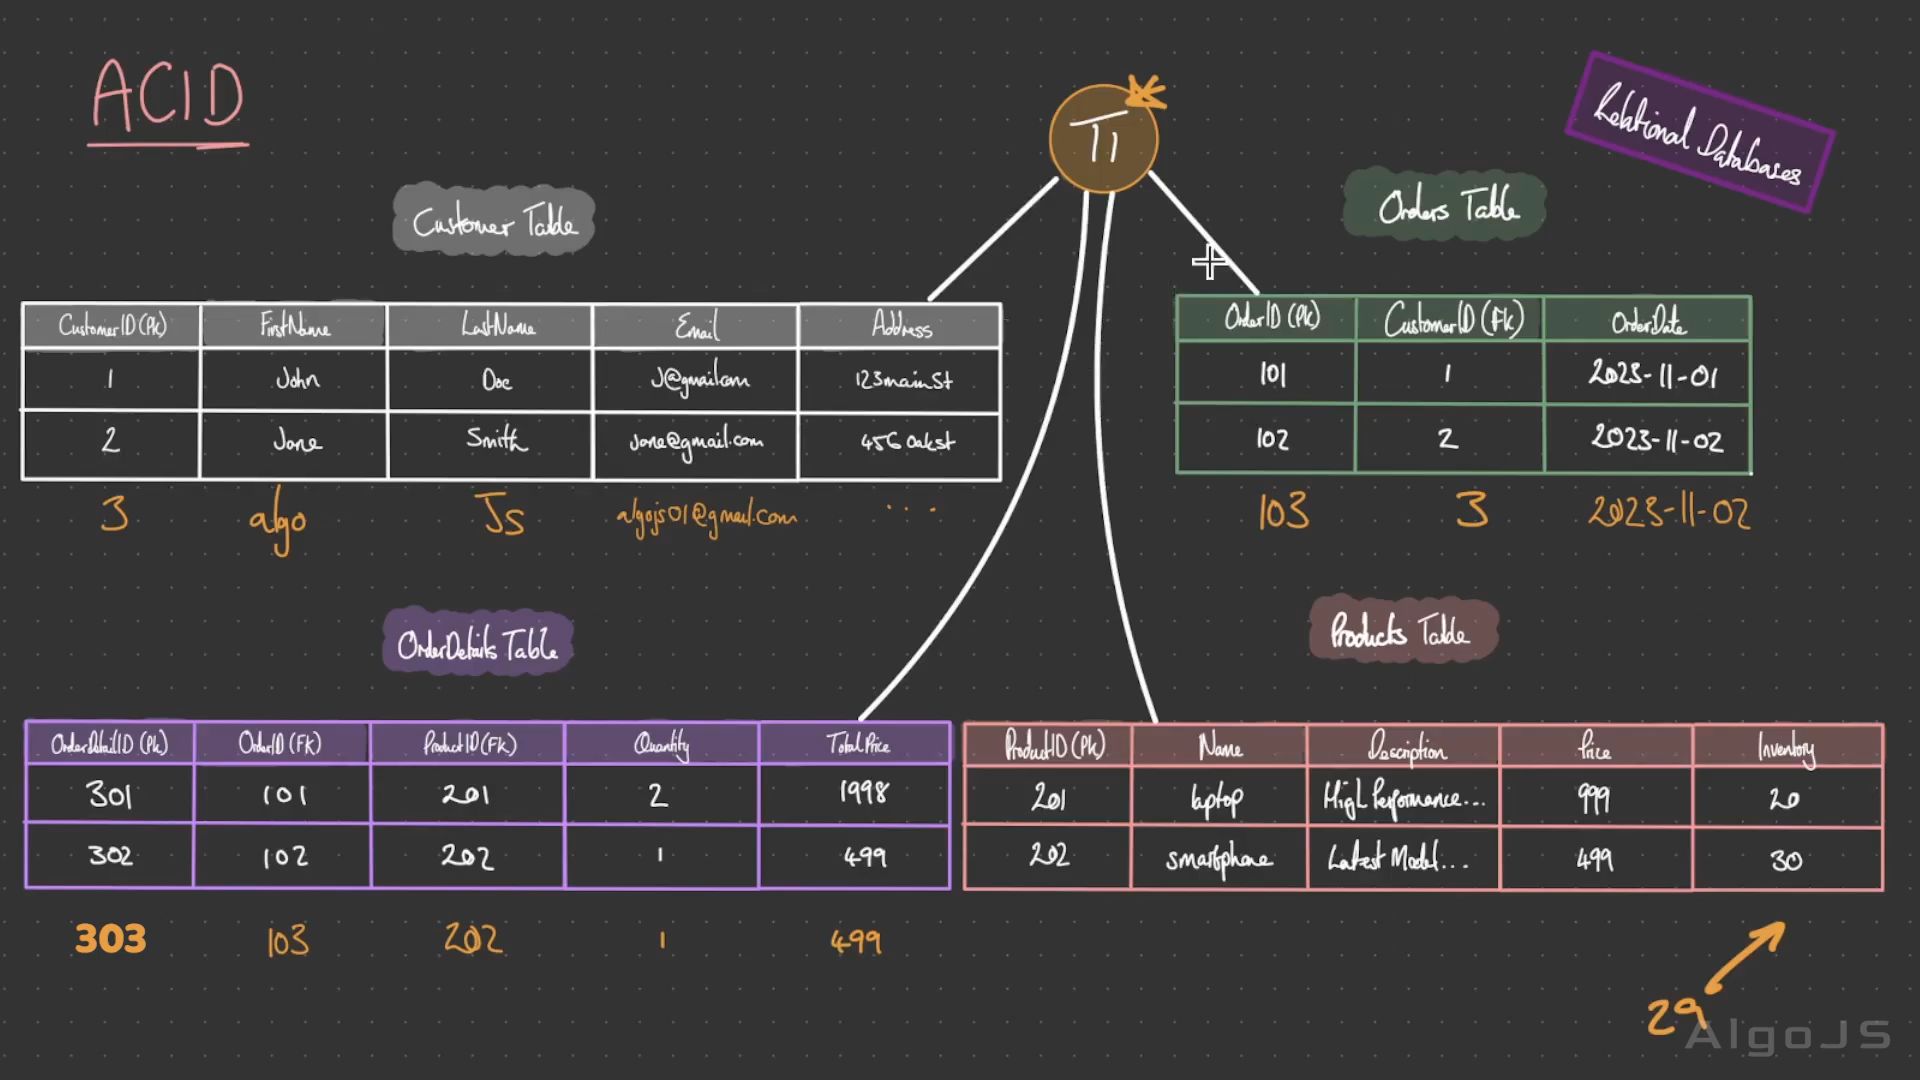 ACID
T1
Relational Databases
Customer Table
CustomerID (Pk) FirstName LastName Email Address
1 John Doe J@gmail.com 123 main St
2 Jane Smith jane@gmail.com 456 Oak st
3 algo Js algojs01@gmail.com ...
Orders Table
OrderID (Pk) CustomerID (Fk) OrderDate
101 1 2023-11-01
102 2 2023-11-02
103 3 2023-11-02
OrderDetails Table
OrderDetailID (Pk) OrderID (Fk) ProductID (Fk) Quantity Total Price
301 101 201 2 1998
302 102 202 1 499
303 103 202 1 499
Products Table
ProductID (Pk) Name Description Price Inventory
201 laptop High Performance... 999 20
202 smartphone Latest Model... 499 30
29
AlgoJS